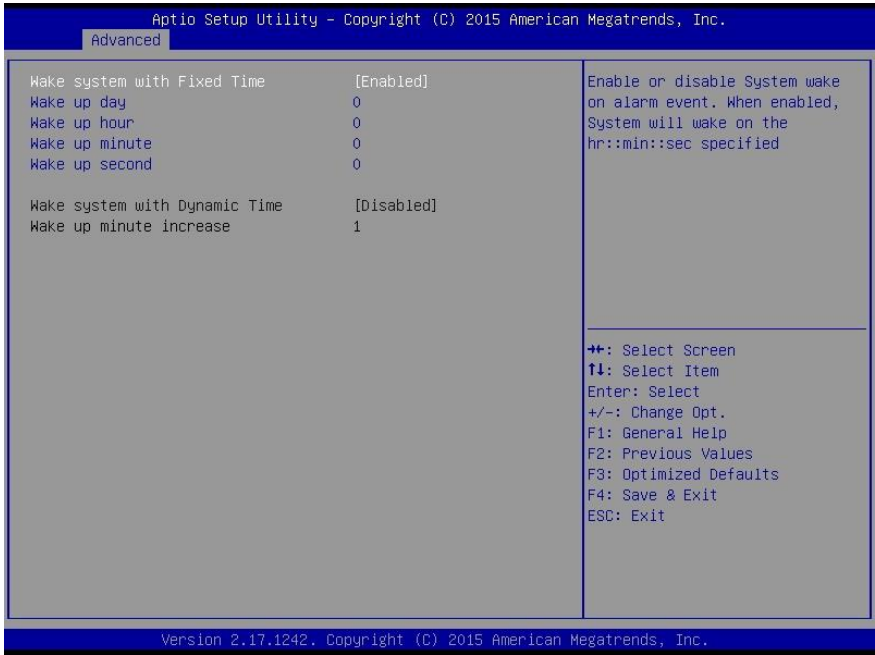 Aptio Setup Utility – Copyright (C) 2015 American Megatrends, Inc.
Advanced
Wake system with Fixed Time [Enabled]
Wake up day 0
Wake up hour 0
Wake up minute 0
Wake up second 0
Wake system with Dynamic Time [Disabled]
Wake up minute increase 1
Enable or disable System wake
on alarm event. When enabled,
System will wake on the
hr::min::sec specified
→←: Select Screen
↑↓: Select Item
Enter: Select
+/-: Change Opt.
F1: General Help
F2: Previous Values
F3: Optimized Defaults
F4: Save & Exit
ESC: Exit
Version 2.17.1242. Copyright (C) 2015 American Megatrends, Inc.